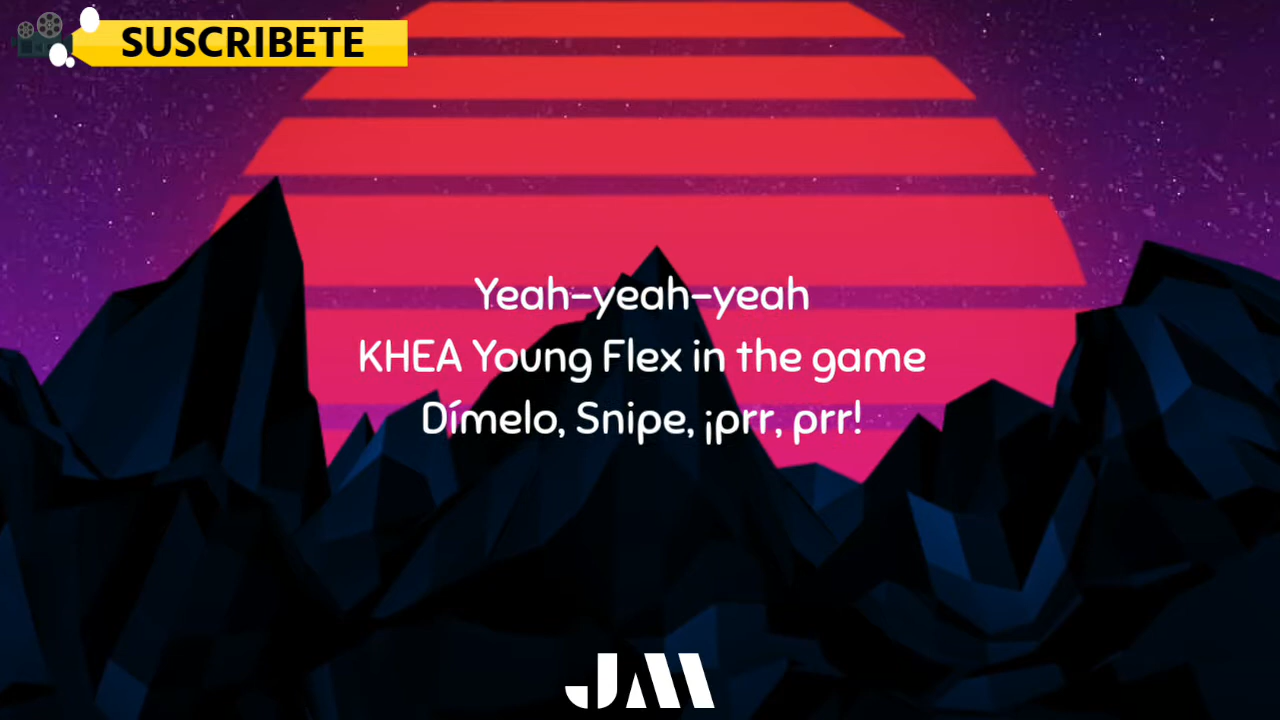 SUSCRIBETE
Yeah-yeah-yeah
KHEA Young Flex in the game
Dímelo, Snipe, ¡prr, prr!
JM